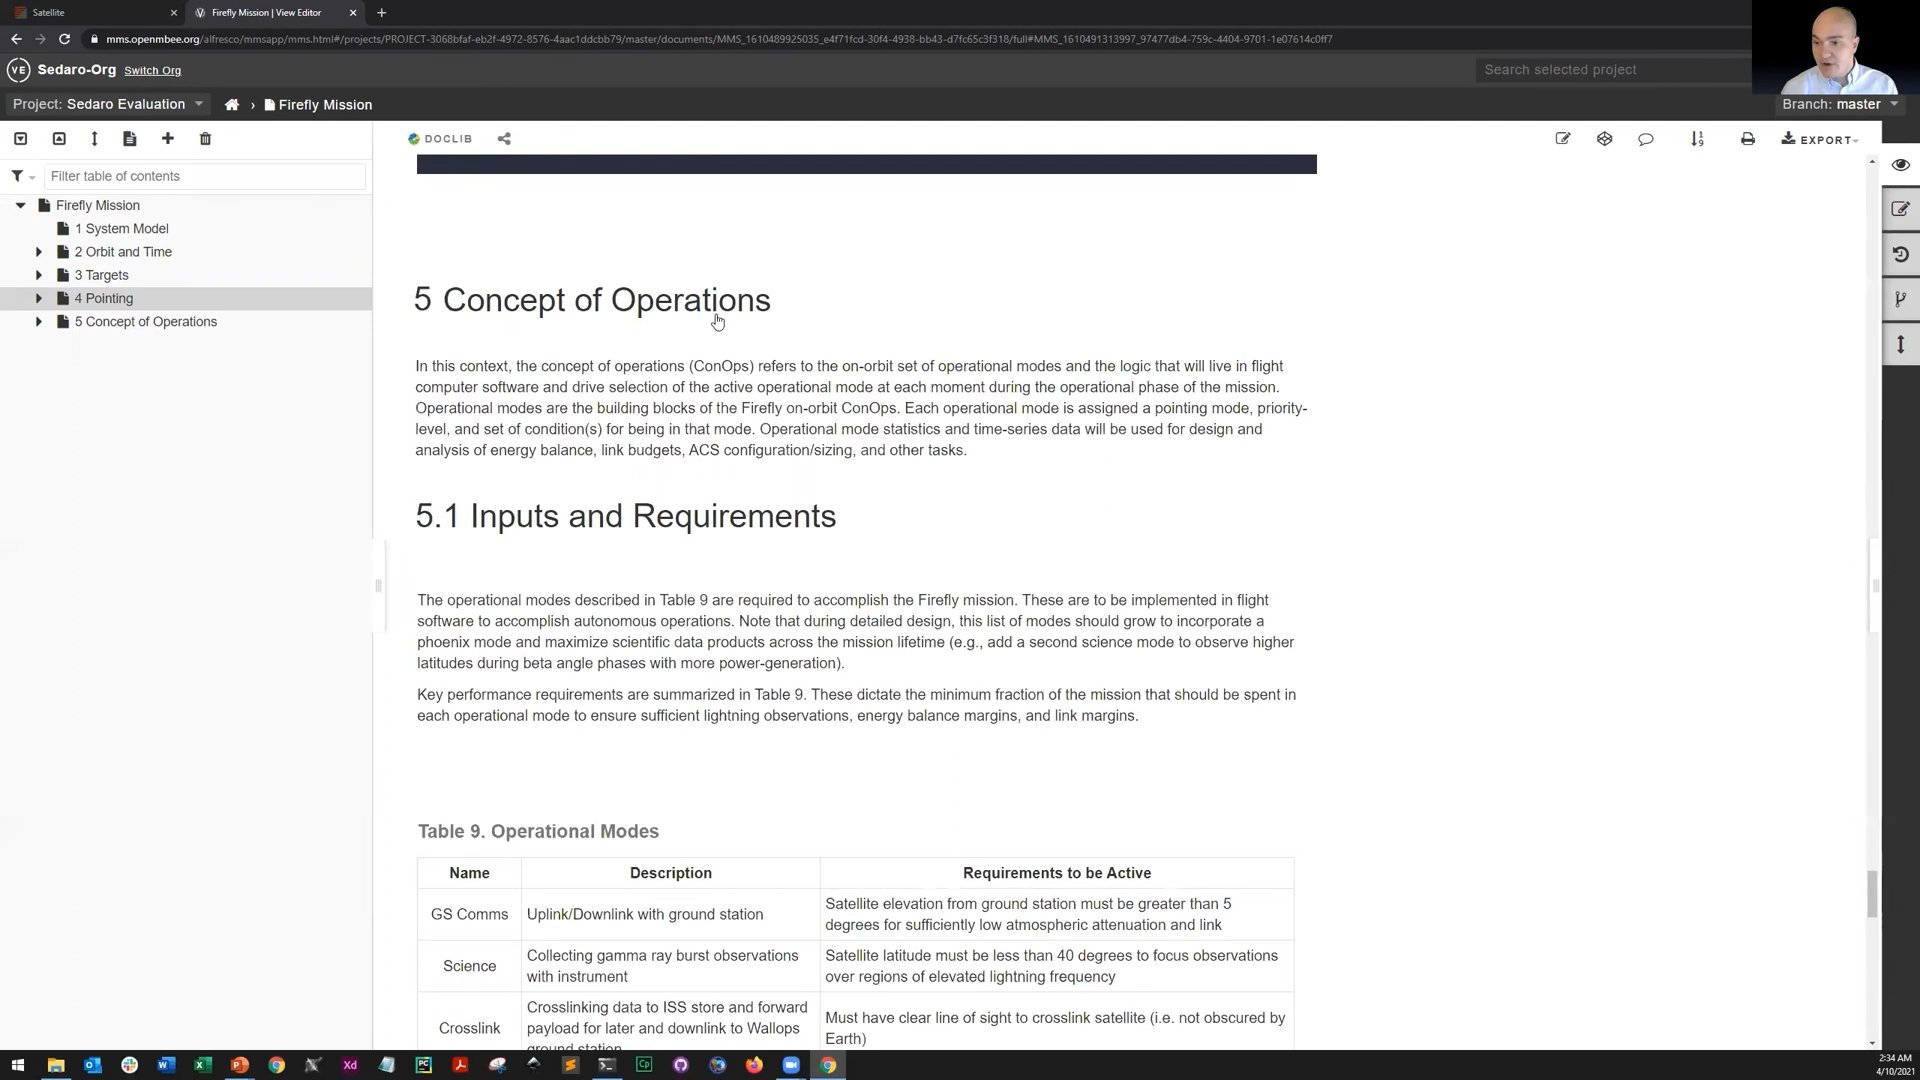 Satellite
Firefly Mission | View Editor
mms.openmbee.org/alfresco/mmsapp/mms.html#/projects/PROJECT-3068bfaf-eb2f-4972-8576-4aac1ddcbb79/master/documents/MMS_1610489925035_e4f71fcd-30f4-4938-bb43-d7fc65c3f318/full#MMS_1610491313997_97477db4-759c-4404-9701-1e07614c0ff7
VE Sedaro-Org Switch Org
Search selected project
Project: Sedaro Evaluation
Firefly Mission
Branch: master
DOCLIB
EXPORT
Filter table of contents
Firefly Mission
1 System Model
2 Orbit and Time
3 Targets
4 Pointing
5 Concept of Operations
5 Concept of Operations
In this context, the concept of operations (ConOps) refers to the on-orbit set of operational modes and the logic that will live in flight
computer software and drive selection of the active operational mode at each moment during the operational phase of the mission.
Operational modes are the building blocks of the Firefly on-orbit ConOps. Each operational mode is assigned a pointing mode, priority-
level, and set of condition(s) for being in that mode. Operational mode statistics and time-series data will be used for design and
analysis of energy balance, link budgets, ACS configuration/sizing, and other tasks.
5.1 Inputs and Requirements
The operational modes described in Table 9 are required to accomplish the Firefly mission. These are to be implemented in flight
software to accomplish autonomous operations. Note that during detailed design, this list of modes should grow to incorporate a
phoenix mode and maximize scientific data products across the mission lifetime (e.g., add a second science mode to observe higher
latitudes during beta angle phases with more power-generation).
Key performance requirements are summarized in Table 9. These dictate the minimum fraction of the mission that should be spent in
each operational mode to ensure sufficient lightning observations, energy balance margins, and link margins.
Table 9. Operational Modes
Name Description Requirements to be Active
GS Comms
Uplink/Downlink with ground station
Satellite elevation from ground station must be greater than 5
degrees for sufficiently low atmospheric attenuation and link
Science
Collecting gamma ray burst observations
with instrument
Satellite latitude must be less than 40 degrees to focus observations
over regions of elevated lightning frequency
Crosslink
Crosslinking data to ISS store and forward
payload for later and downlink to Wallops
ground station
Must have clear line of sight to crosslink satellite (i.e. not obscured by
Earth)
2:34 AM
4/10/2021